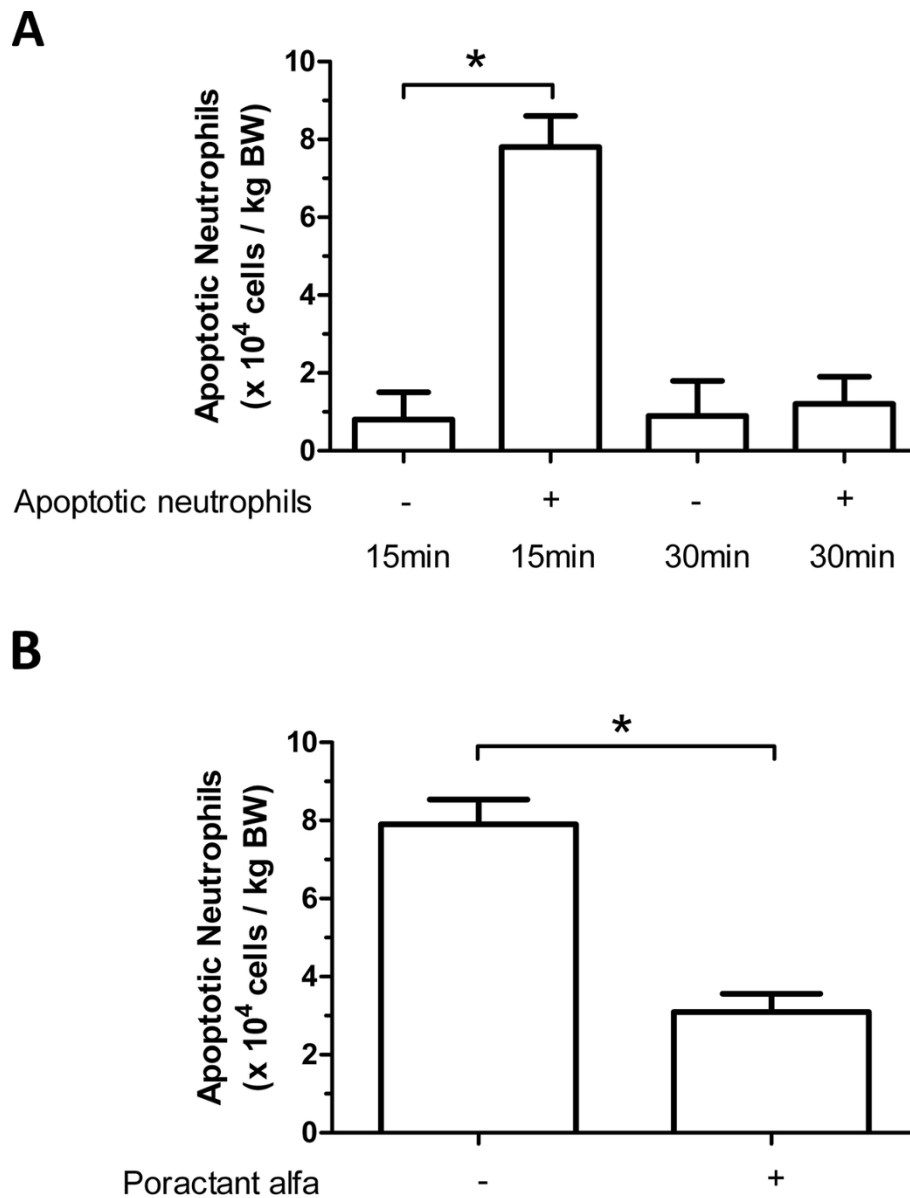 A
Apoptotic Neutrophils
(x 10⁴ cells / kg BW)
10
8
6
4
2
0
*
Apoptotic neutrophils - + - +
15min 15min 30min 30min
B
Apoptotic Neutrophils
(x 10⁴ cells / kg BW)
10
8
6
4
2
0
*
Poractant alfa - +